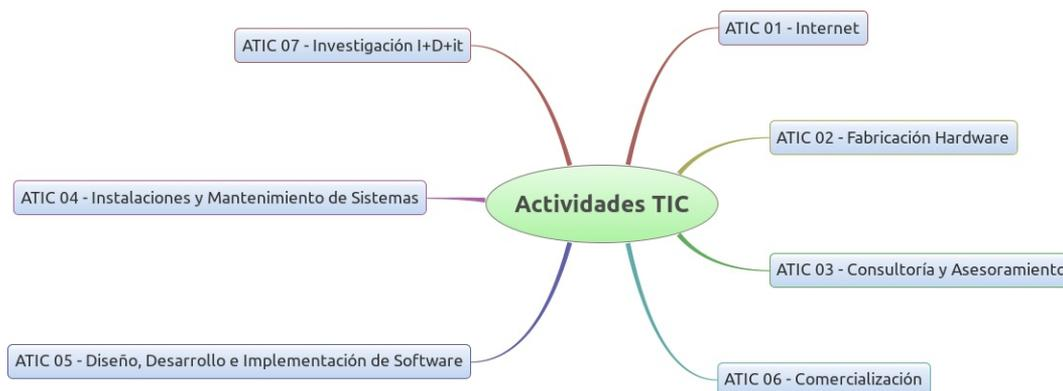 ATIC 01 - Internet
ATIC 07 - Investigación I+D+it
ATIC 02 - Fabricación Hardware
ATIC 04 - Instalaciones y Mantenimiento de Sistemas
Actividades TIC
ATIC 03 - Consultoría y Asesoramiento
ATIC 05 - Diseño, Desarrollo e Implementación de Software
ATIC 06 - Comercialización